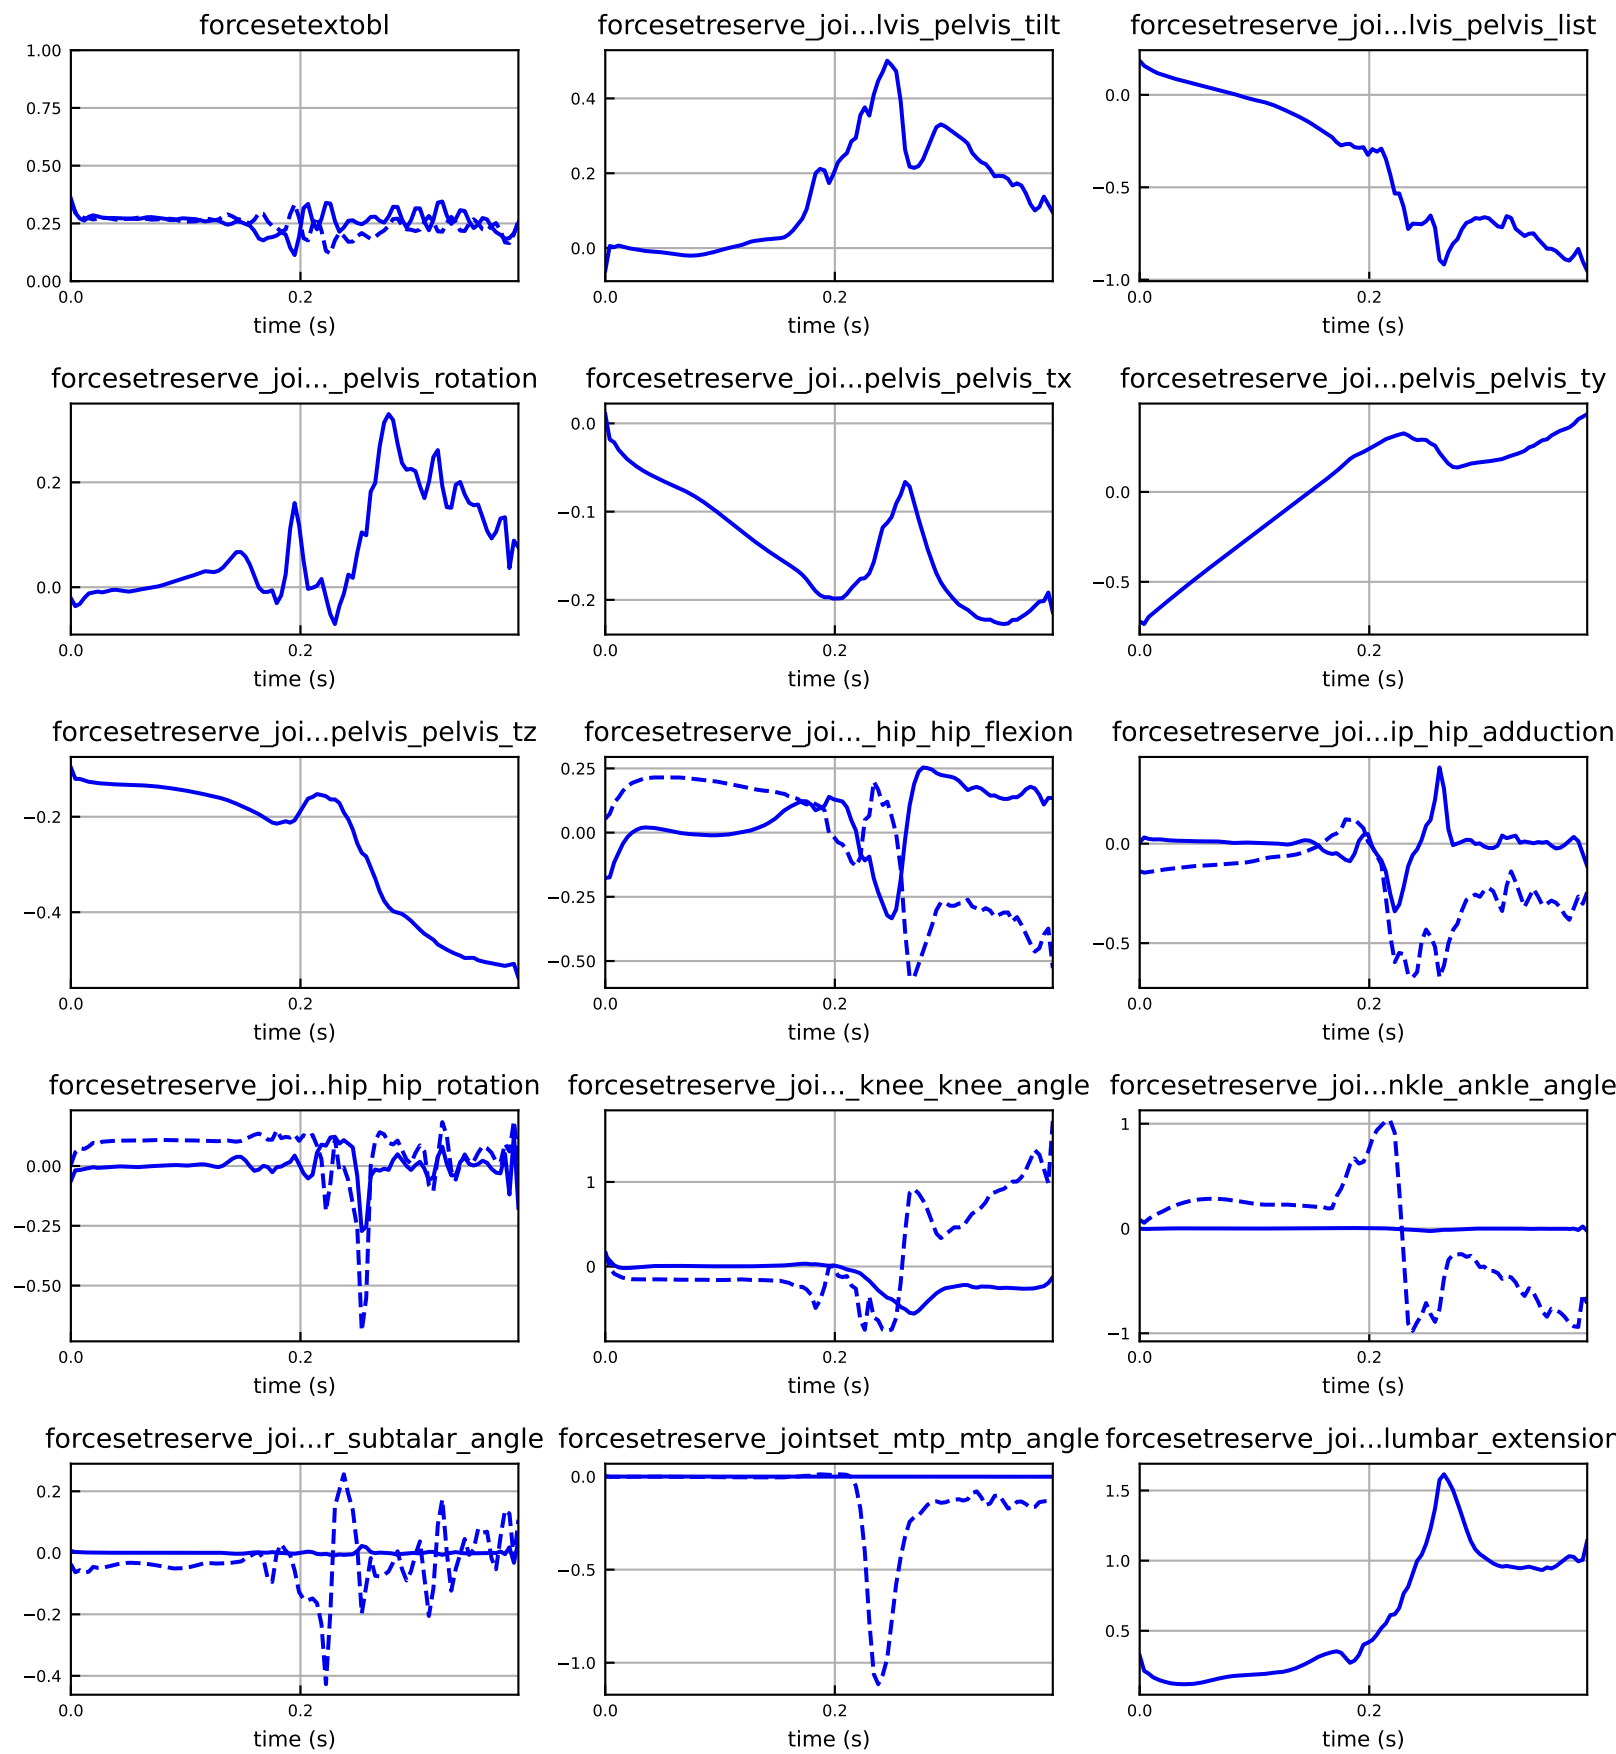 forcesetextobl
forcesetreserve_joi...lvis_pelvis_tilt
forcesetreserve_joi...lvis_pelvis_list
1.00
0.75
0.50
0.25
0.00
0.0
0.2
time (s)
0.4
0.2
0.0
0.0
0.2
time (s)
0.0
−0.5
−1.0
0.0
0.2
time (s)
forcesetreserve_joi..._pelvis_rotation
forcesetreserve_joi...pelvis_pelvis_tx
forcesetreserve_joi...pelvis_pelvis_ty
0.2
0.0
0.0
0.2
time (s)
0.0
−0.1
−0.2
0.0
0.2
time (s)
0.0
−0.5
0.0
0.2
time (s)
forcesetreserve_joi...pelvis_pelvis_tz
forcesetreserve_joi..._hip_hip_flexion
forcesetreserve_joi...ip_hip_adduction
−0.2
−0.4
0.0
0.2
time (s)
0.25
0.00
−0.25
−0.50
0.0
0.2
time (s)
0.0
−0.5
0.0
0.2
time (s)
forcesetreserve_joi...hip_hip_rotation
forcesetreserve_joi..._knee_knee_angle
forcesetreserve_joi...nkle_ankle_angle
0.00
−0.25
−0.50
0.0
0.2
time (s)
1
0
0.0
0.2
time (s)
1
0
−1
0.0
0.2
time (s)
forcesetreserve_joi...r_subtalar_angle
forcesetreserve_jointset_mtp_mtp_angle
forcesetreserve_joi...lumbar_extension
0.2
0.0
−0.2
−0.4
0.0
0.2
time (s)
0.0
−0.5
−1.0
0.0
0.2
time (s)
1.5
1.0
0.5
0.0
0.2
time (s)